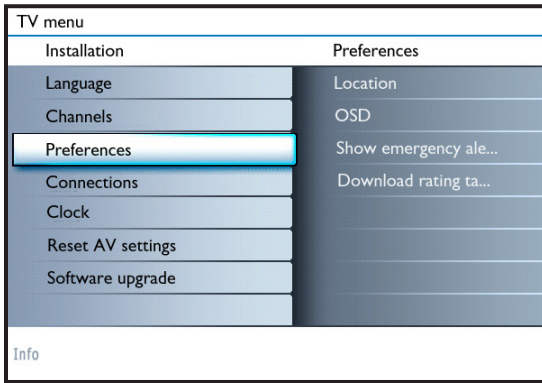 TV menu
Installation
Preferences
Language
Location
Channels
OSD
Preferences
Show emergency ale...
Connections
Download rating ta...
Clock
Reset AV settings
Software upgrade
Info